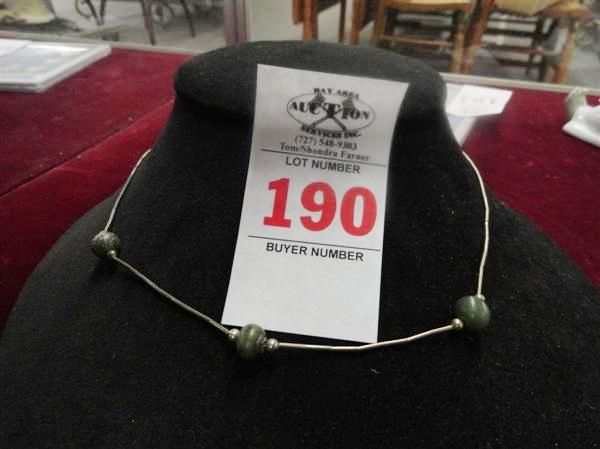 BAY AREA
AUCTION
SERVICES INC.
(727) 548-9303
Tom/Shondra Farner
LOT NUMBER
190
BUYER NUMBER